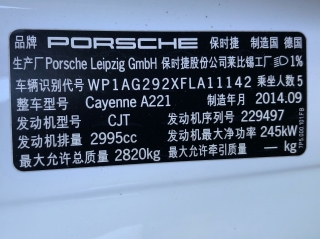 品牌 PORSCHE 保时捷 制造国 德国
生产厂 Porsche Leipzig GmbH 保时捷股份公司莱比锡工厂 1%
车辆识别代号 WP1AG292XFLA11142 乘坐人数 5
整车型号 Cayenne A221 制造年月 2014.09
发动机型号 CJT 发动机序列号 229497
发动机排量 2995cc 发动机最大净功率 245kW
最大允许总质量 2820kg 最大允许牵引质量 — kg